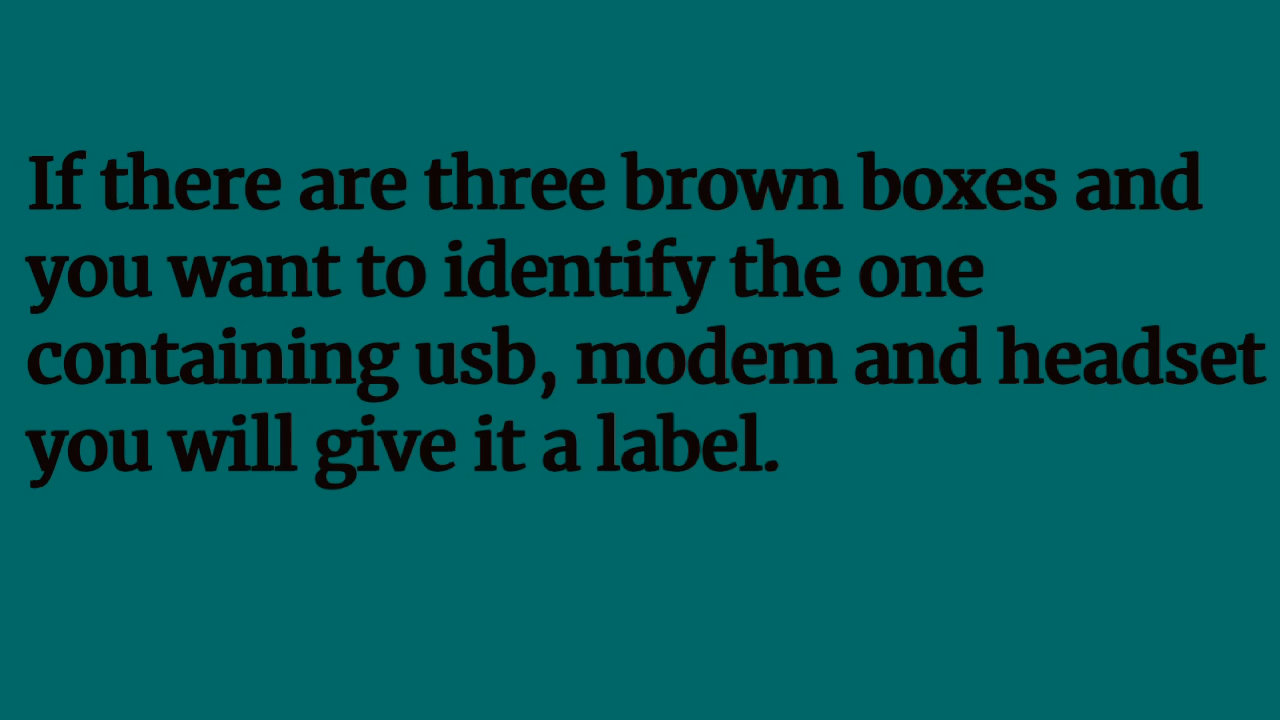 If there are three brown boxes and
you want to identify the one
containing usb, modem and headset
you will give it a label.